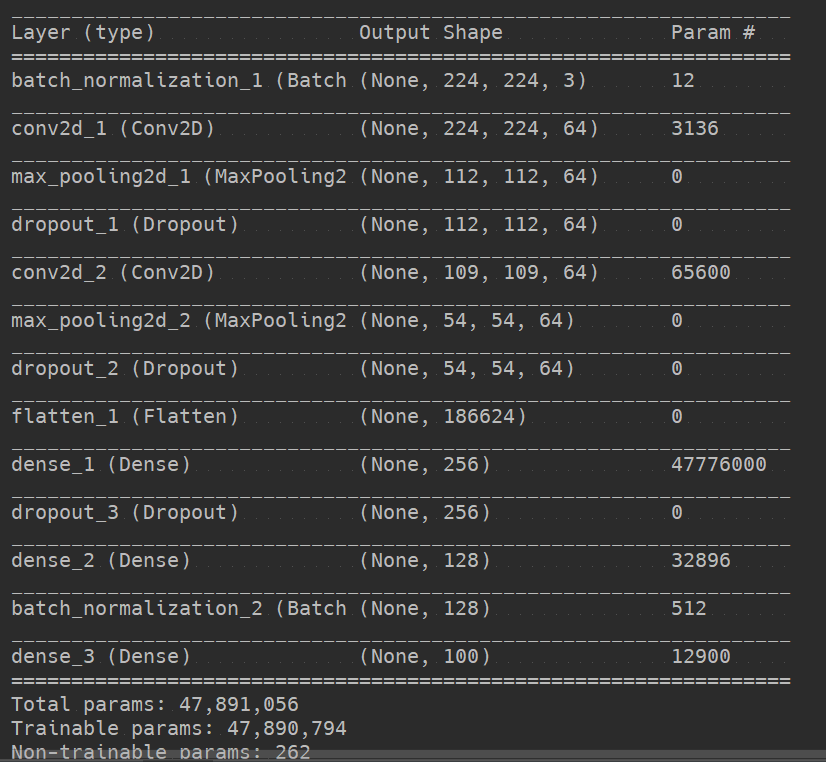 Layer (type) Output Shape Param #
=================================================================
batch_normalization_1 (Batch (None, 224, 224, 3) 12
_________________________________________________________________
conv2d_1 (Conv2D) (None, 224, 224, 64) 3136
_________________________________________________________________
max_pooling2d_1 (MaxPooling2 (None, 112, 112, 64) 0
_________________________________________________________________
dropout_1 (Dropout) (None, 112, 112, 64) 0
_________________________________________________________________
conv2d_2 (Conv2D) (None, 109, 109, 64) 65600
_________________________________________________________________
max_pooling2d_2 (MaxPooling2 (None, 54, 54, 64) 0
_________________________________________________________________
dropout_2 (Dropout) (None, 54, 54, 64) 0
_________________________________________________________________
flatten_1 (Flatten) (None, 186624) 0
_________________________________________________________________
dense_1 (Dense) (None, 256) 47776000
_________________________________________________________________
dropout_3 (Dropout) (None, 256) 0
_________________________________________________________________
dense_2 (Dense) (None, 128) 32896
_________________________________________________________________
batch_normalization_2 (Batch (None, 128) 512
_________________________________________________________________
dense_3 (Dense) (None, 100) 12900
=================================================================
Total params: 47,891,056
Trainable params: 47,890,794
Non-trainable params: 262